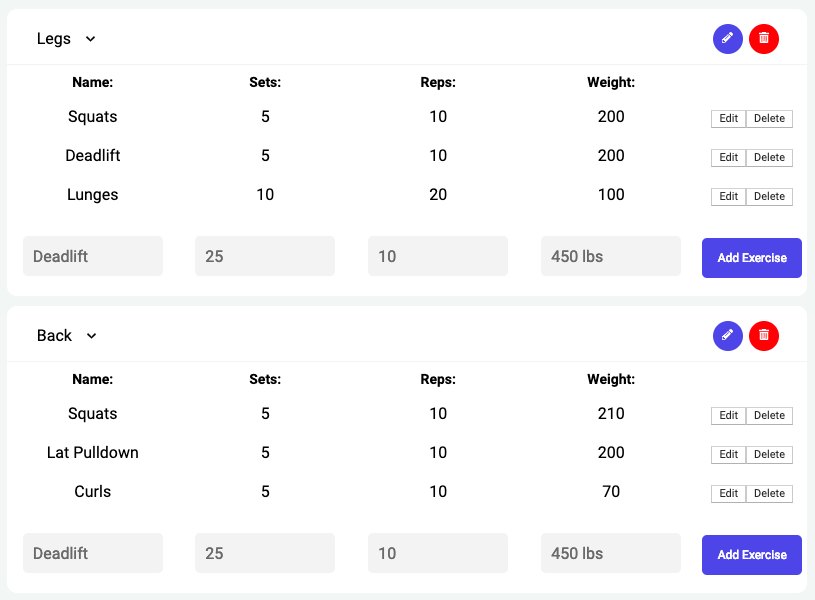 Legs
Name: Sets: Reps: Weight:
Squats 5 10 200 Edit Delete
Deadlift 5 10 200 Edit Delete
Lunges 10 20 100 Edit Delete
Deadlift 25 10 450 lbs Add Exercise
Back
Name: Sets: Reps: Weight:
Squats 5 10 210 Edit Delete
Lat Pulldown 5 10 200 Edit Delete
Curls 5 10 70 Edit Delete
Deadlift 25 10 450 lbs Add Exercise